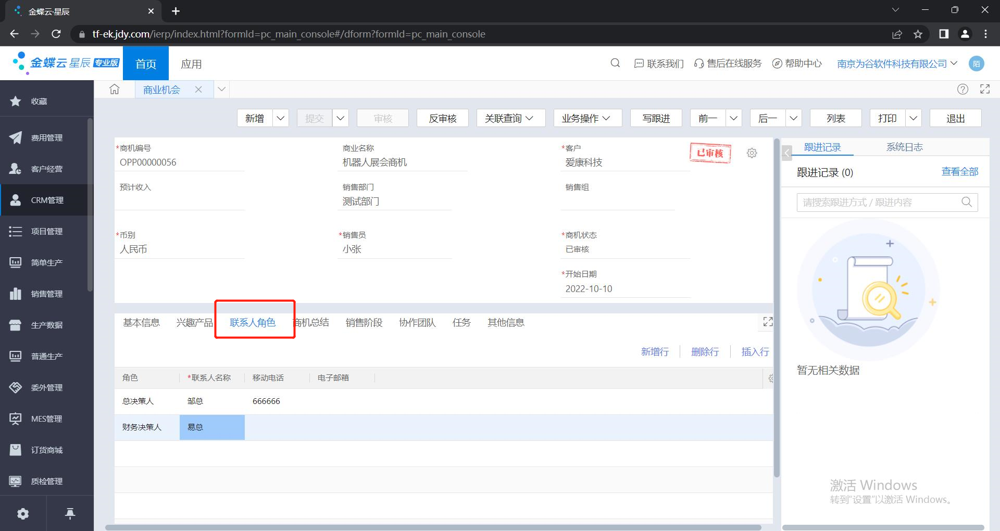 金蝶云·星辰
tf-ek.jdy.com/ierp/index.html?formId=pc_main_console#/dform?formId=pc_main_console
金蝶云 星辰 专业版
首页
应用
联系我们
售后在线服务
帮助中心
南京为谷软件科技有限公司
陌
收藏
费用管理
客户经营
CRM管理
项目管理
简单生产
销售管理
生产数据
普通生产
委外管理
MES管理
订货商城
质检管理
商业机会
新增
提交
审核
反审核
关联查询
业务操作
写跟进
前一
后一
列表
打印
退出
*商机编号
OPP00000056
商业名称
机器人展会商机
*客户
爱康科技
已审核
预计收入
销售部门
测试部门
销售组
*币别
人民币
*销售员
小张
*商机状态
已审核
*开始日期
2022-10-10
基本信息
兴趣产品
联系人角色
商机总结
销售阶段
协作团队
任务
其他信息
新增行
删除行
插入行
角色
*联系人名称
移动电话
电子邮箱
总决策人
邹总
666666
财务决策人
易总
跟进记录
系统日志
跟进记录 (0)
查看全部
请搜索跟进方式 / 跟进内容
暂无相关数据
激活 Windows
转到“设置”以激活 Windows。